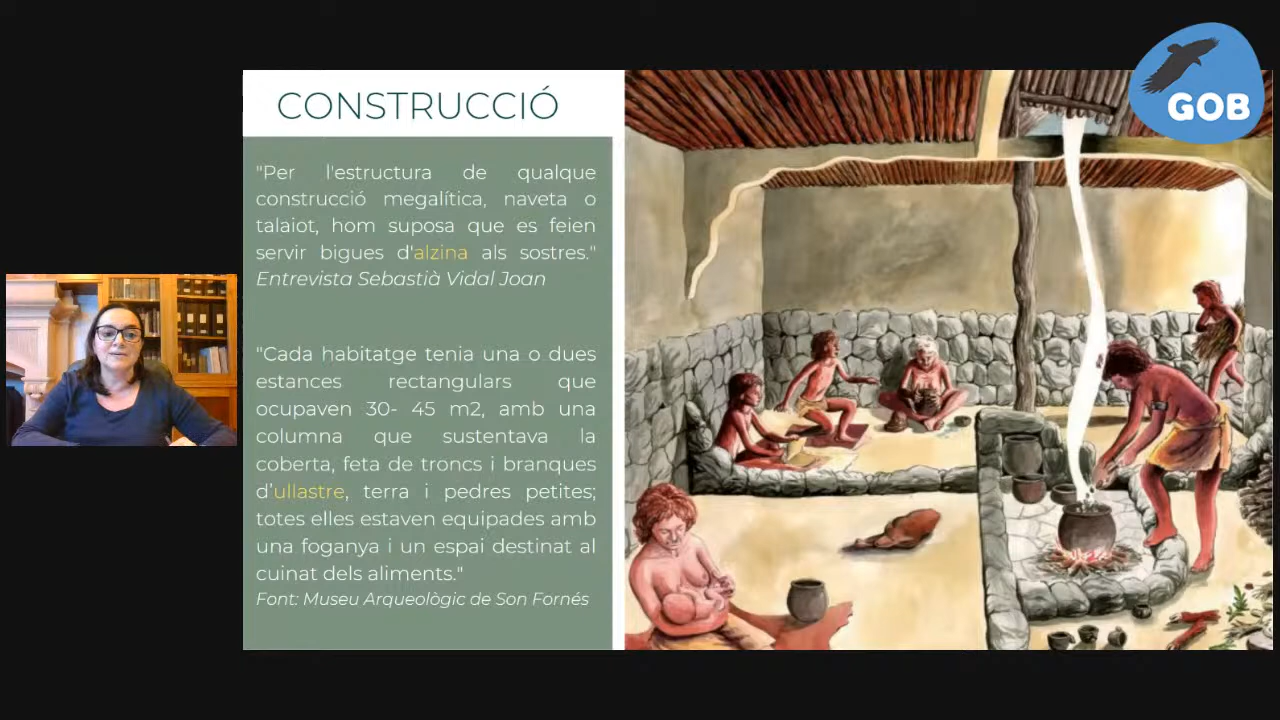 CONSTRUCCIÓ
"Per l'estructura de qualque
construcció megalítica, naveta o
talaiot, hom suposa que es feien
servir bigues d'alzina als sostres."
Entrevista Sebastià Vidal Joan
"Cada habitatge tenia una o dues
estances rectangulars que
ocupaven 30- 45 m2, amb una
columna que sustentava la
coberta, feta de troncs i branques
d'ullastre, terra i pedres petites;
totes elles estaven equipades amb
una foganya i un espai destinat al
cuinat dels aliments."
Font: Museu Arqueològic de Son Fornés
GOB